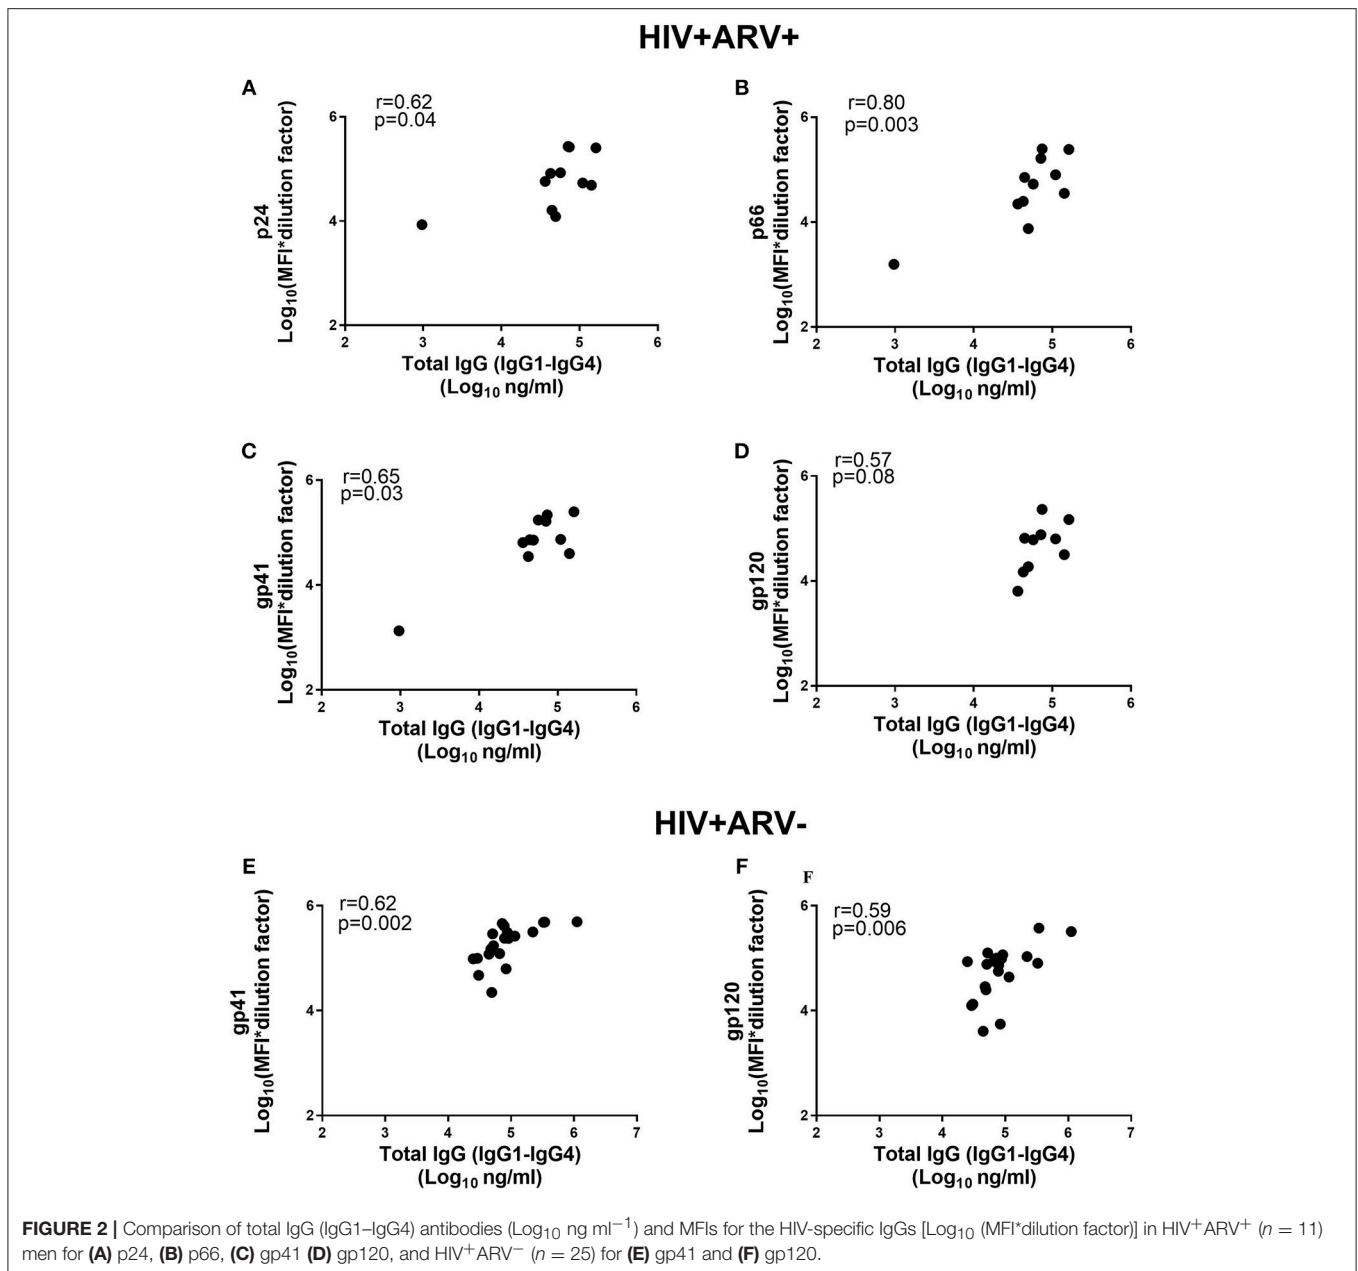 HIV+ARV+
A
r=0.62
p=0.04
p24
Log10(MFI*dilution factor)
6
4
2
2 3 4 5 6
Total IgG (IgG1-IgG4)
(Log10 ng/ml)
B
r=0.80
p=0.003
p66
Log10(MFI*dilution factor)
6
4
2
2 3 4 5 6
Total IgG (IgG1-IgG4)
(Log10 ng/ml)
C
r=0.65
p=0.03
gp41
Log10(MFI*dilution factor)
6
4
2
2 3 4 5 6
Total IgG (IgG1-IgG4)
(Log10 ng/ml)
D
r=0.57
p=0.08
gp120
Log10(MFI*dilution factor)
6
4
2
2 3 4 5 6
Total IgG (IgG1-IgG4)
(Log10 ng/ml)
HIV+ARV-
E
r=0.62
p=0.002
gp41
Log10(MFI*dilution factor)
6
4
2
2 3 4 5 6 7
Total IgG (IgG1-IgG4)
(Log10 ng/ml)
F
F
r=0.59
p=0.006
gp120
Log10(MFI*dilution factor)
6
4
2
2 3 4 5 6 7
Total IgG (IgG1-IgG4)
(Log10 ng/ml)
FIGURE 2 | Comparison of total IgG (IgG1–IgG4) antibodies (Log10 ng ml−1) and MFIs for the HIV-specific IgGs [Log10 (MFI*dilution factor)] in HIV+ARV+ (n = 11)
men for (A) p24, (B) p66, (C) gp41 (D) gp120, and HIV+ARV− (n = 25) for (E) gp41 and (F) gp120.